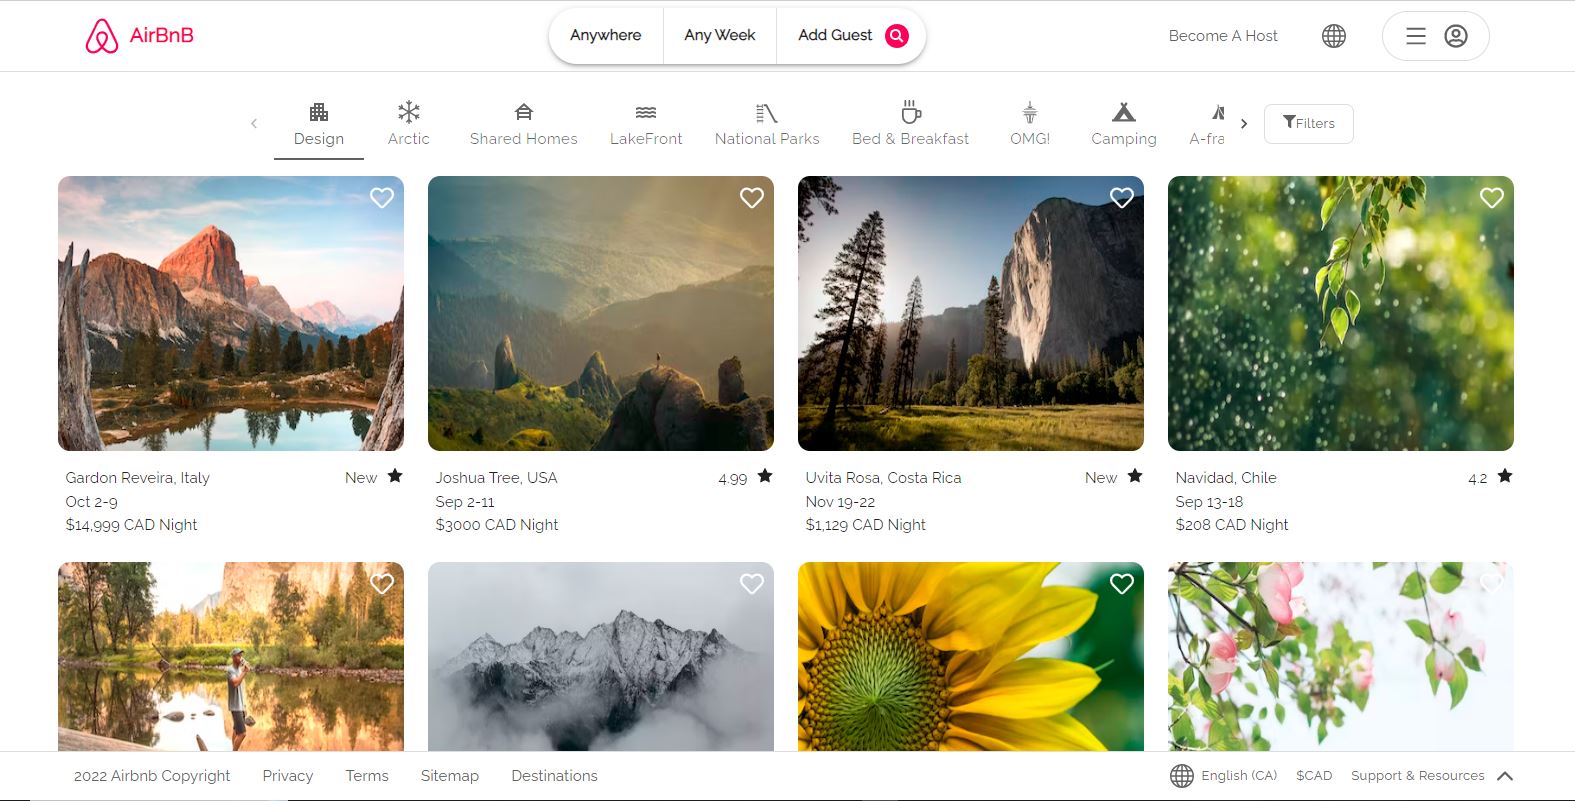 AirBnB
Anywhere
Any Week
Add Guest
Become A Host
Design
Arctic
Shared Homes
LakeFront
National Parks
Bed & Breakfast
OMG!
Camping
A-fra
Filters
Gardon Reveira, Italy New
Oct 2-9
$14,999 CAD Night
Joshua Tree, USA 4.99
Sep 2-11
$3000 CAD Night
Uvita Rosa, Costa Rica New
Nov 19-22
$1,129 CAD Night
Navidad, Chile 4.2
Sep 13-18
$208 CAD Night
2022 Airbnb Copyright
Privacy
Terms
Sitemap
Destinations
English (CA)
$CAD
Support & Resources